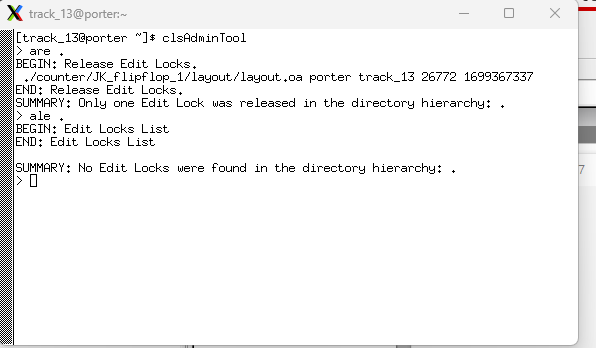 track_13@porter:~
[track_13@porter ~]$ clsAdminTool
> are .
BEGIN: Release Edit Locks.
./counter/JK_flipflop_1/layout/layout.oa porter track_13 26772 1699367337
END: Release Edit Locks.
SUMMARY: Only one Edit Lock was released in the directory hierarchy: .
> ale .
BEGIN: Edit Locks List
END: Edit Locks List
SUMMARY: No Edit Locks were found in the directory hierarchy: .
>
7